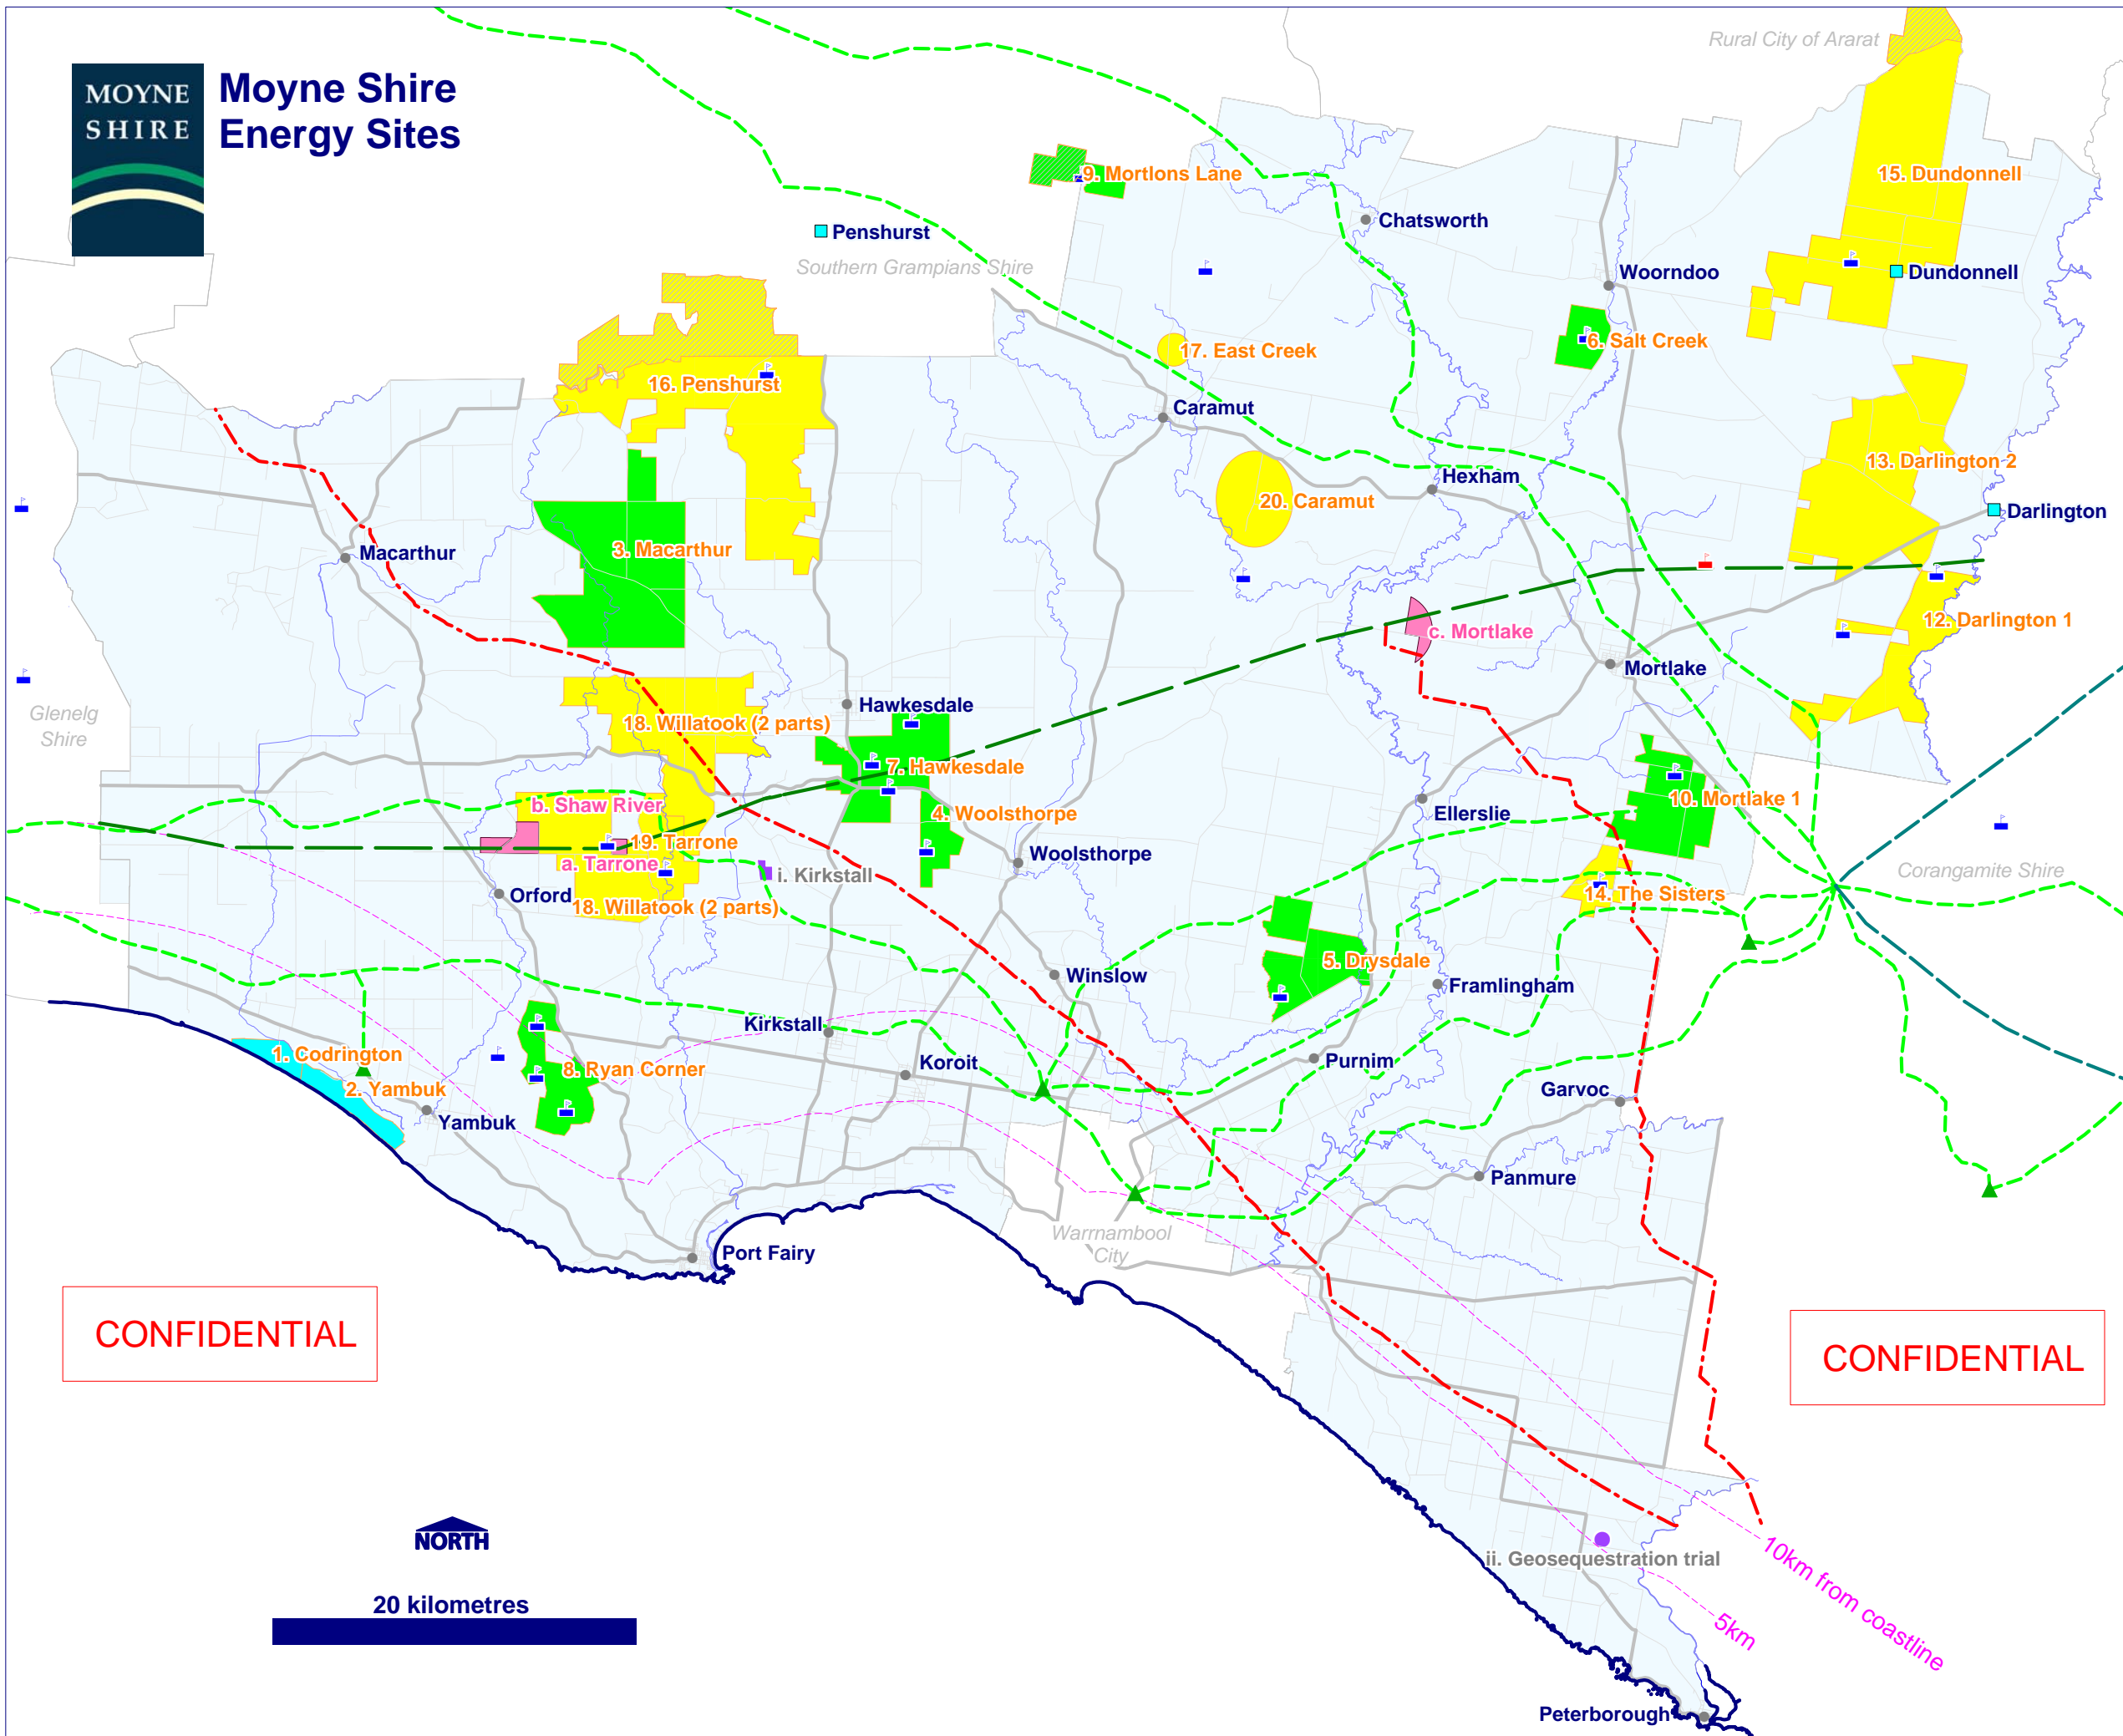 MOYNE
SHIRE
Moyne Shire
Energy Sites
Rural City of Ararat
9. Mortlons Lane
15. Dundonnell
Chatsworth
Penshurst
Southern Grampians Shire
Woorndoo
Dundonnell
6. Salt Creek
17. East Creek
16. Penshurst
Caramut
13. Darlington 2
Hexham
20. Caramut
Darlington
3. Macarthur
Macarthur
12. Darlington 1
c. Mortlake
Mortlake
Hawkesdale
Glenelg
Shire
18. Willatook (2 parts)
7. Hawkesdale
10. Mortlake 1
b. Shaw River
4. Woolsthorpe
Ellerslie
19. Tarrone
Woolsthorpe
a. Tarrone
i. Kirkstall
Corangamite Shire
Orford
14. The Sisters
18. Willatook (2 parts)
5. Drysdale
Winslow
Framlingham
Kirkstall
1. Codrington
Purnim
Koroit
8. Ryan Corner
2. Yambuk
Garvoc
Yambuk
Panmure
Warrnambool
City
Port Fairy
CONFIDENTIAL
CONFIDENTIAL
NORTH
ii. Geosequestration trial
10km from coastline
20 kilometres
5km
Peterborough